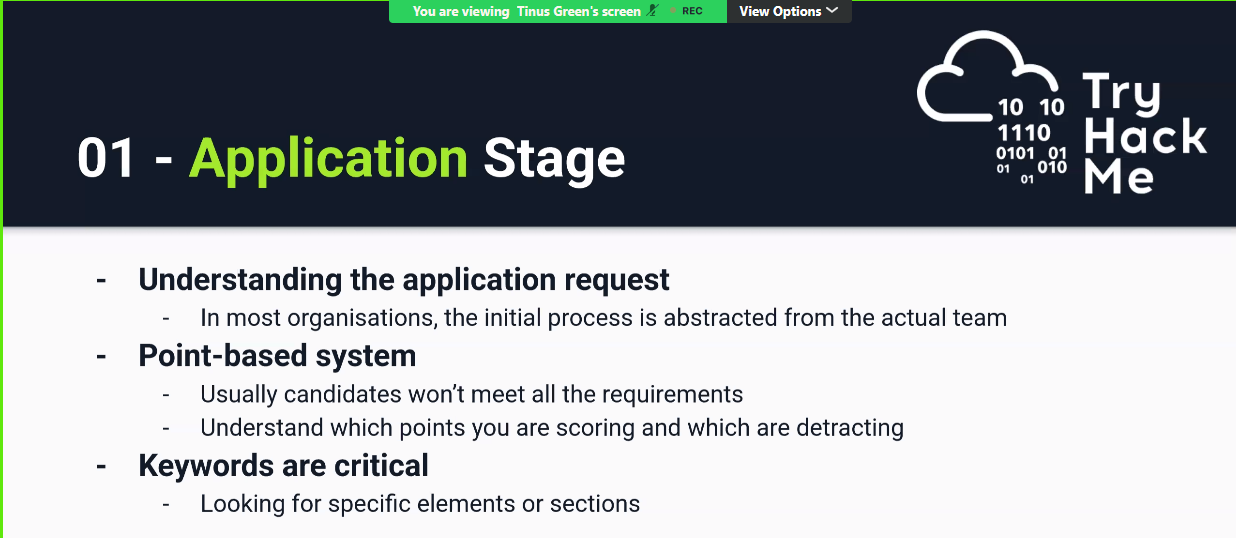 You are viewing Tinus Green's screen REC View Options
10 10
1110
0101 01
01 010
01
Try
Hack
Me
01 - Application Stage
- Understanding the application request
- In most organisations, the initial process is abstracted from the actual team
- Point-based system
- Usually candidates won’t meet all the requirements
- Understand which points you are scoring and which are detracting
- Keywords are critical
- Looking for specific elements or sections